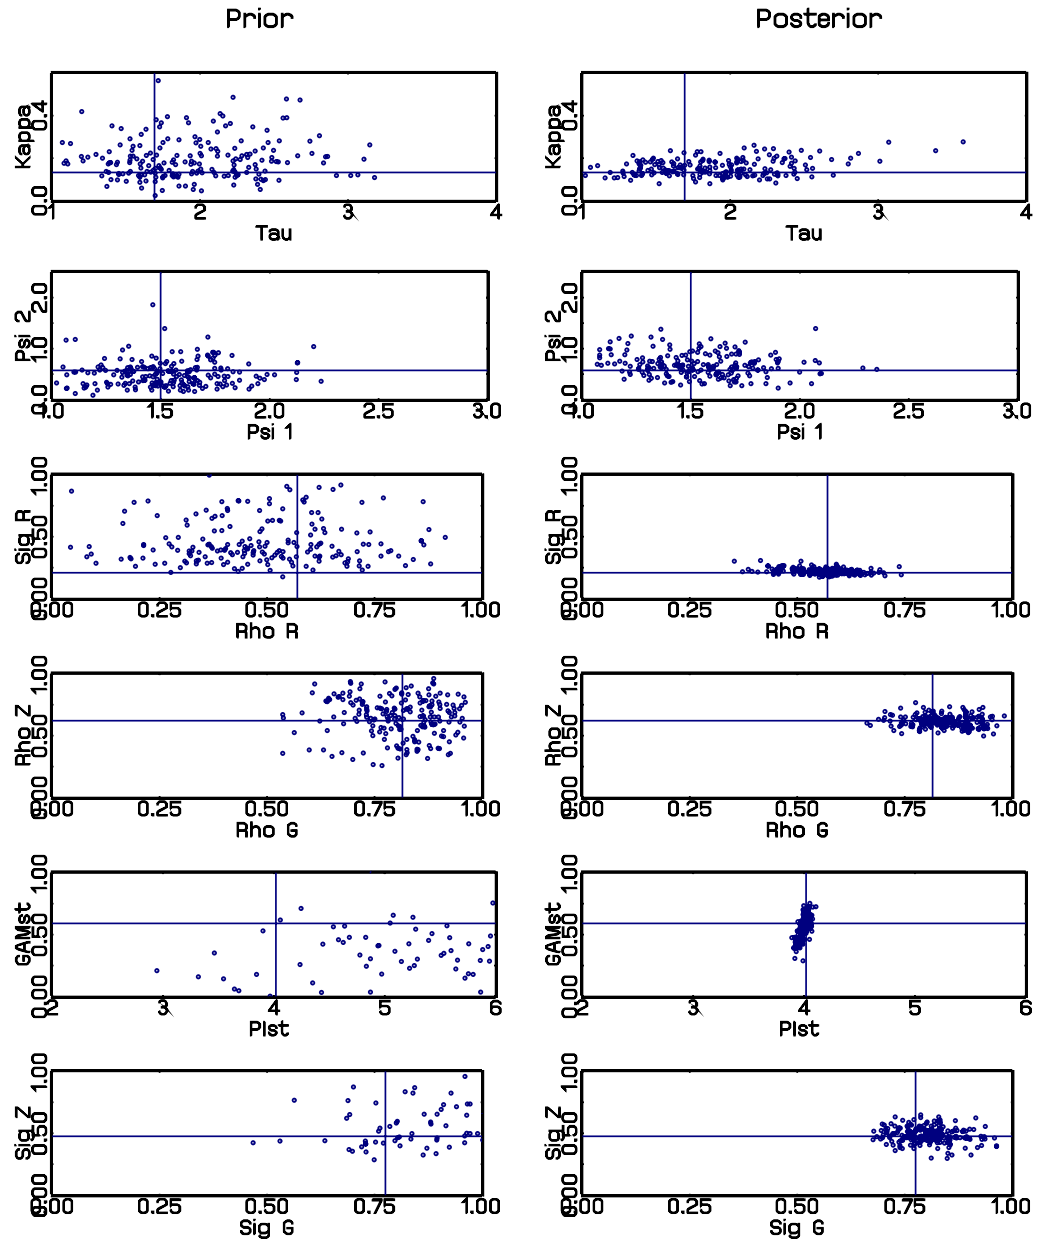 Prior Posterior
Kappa 0.0 0.4 Kappa 0.0 0.4
1 2 3 4 1 2 3 4
Tau Tau
Psi 2 0.0 1.0 2.0 Psi 2 0.0 1.0 2.0
1.0 1.5 2.0 2.5 3.0 1.0 1.5 2.0 2.5 3.0
Psi 1 Psi 1
Sig R 0.00 0.50 1.00 Sig R 0.00 0.50 1.00
0.00 0.25 0.50 0.75 1.00 0.00 0.25 0.50 0.75 1.00
Rho R Rho R
Rho Z 0.00 0.50 1.00 Rho Z 0.00 0.50 1.00
0.00 0.25 0.50 0.75 1.00 0.00 0.25 0.50 0.75 1.00
Rho G Rho G
GAMst 0.00 0.50 1.00 GAMst 0.00 0.50 1.00
2 3 4 5 6 2 3 4 5 6
PIst PIst
Sig Z 0.00 0.50 1.00 Sig Z 0.00 0.50 1.00
0.00 0.25 0.50 0.75 1.00 0.00 0.25 0.50 0.75 1.00
Sig G Sig G